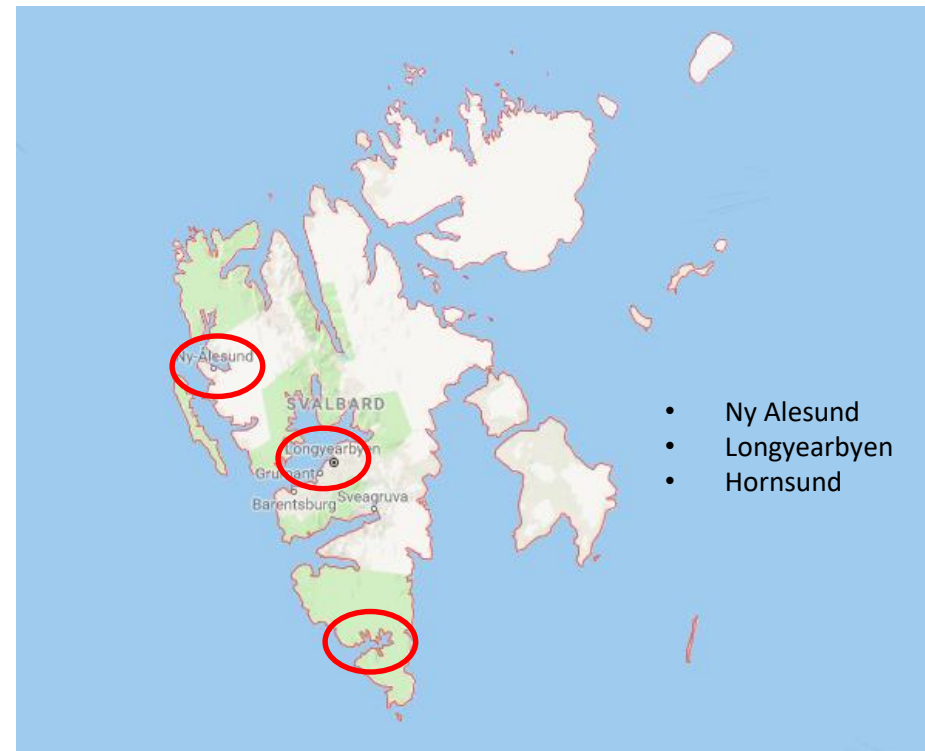 Ny-Ålesund
SVALBARD
Longyearbyen
Grumant
Barentsburg
Sveagruva
• Ny Alesund
• Longyearbyen
• Hornsund